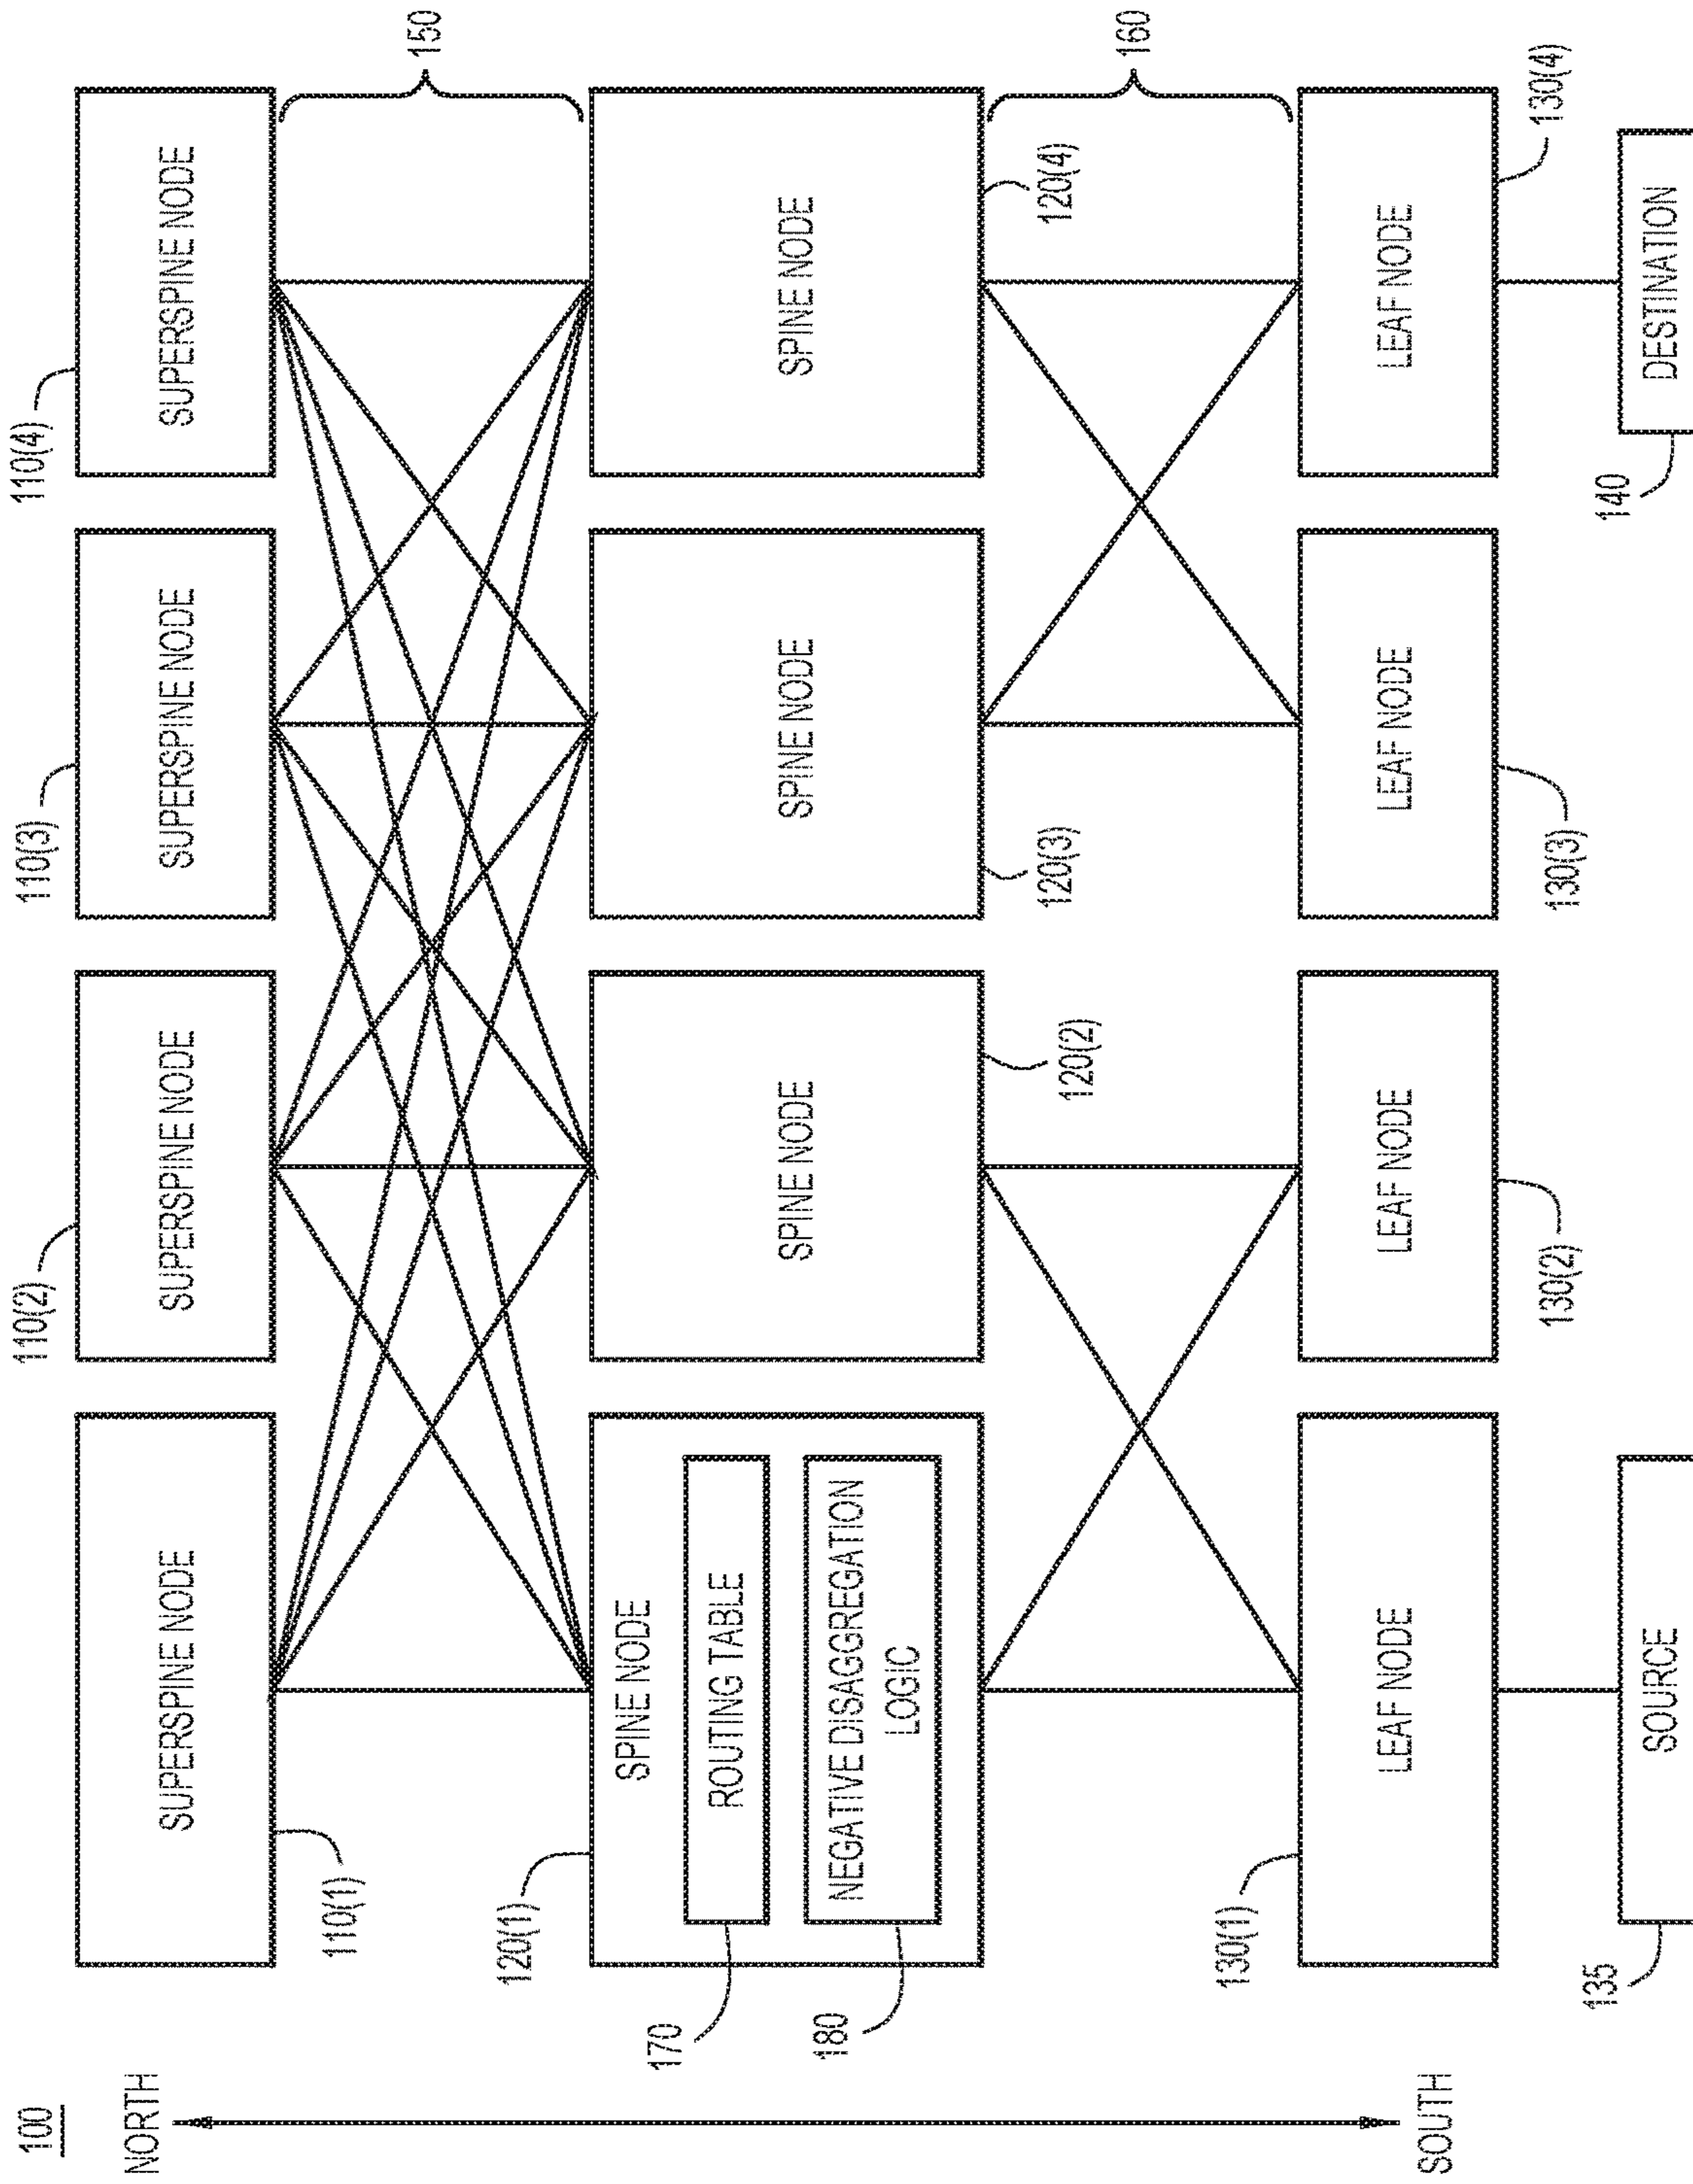 100
NORTH
SOUTH
110(1)
110(2)
110(3)
110(4)
SUPERSPINE NODE
SUPERSPINE NODE
SUPERSPINE NODE
SUPERSPINE NODE
150
120(1)
SPINE NODE
170
ROUTING TABLE
180
NEGATIVE DISAGGREGATION
LOGIC
SPINE NODE
SPINE NODE
SPINE NODE
120(2)
120(3)
120(4)
160
130(1)
LEAF NODE
LEAF NODE
LEAF NODE
LEAF NODE
130(2)
130(3)
130(4)
135
SOURCE
140
DESTINATION